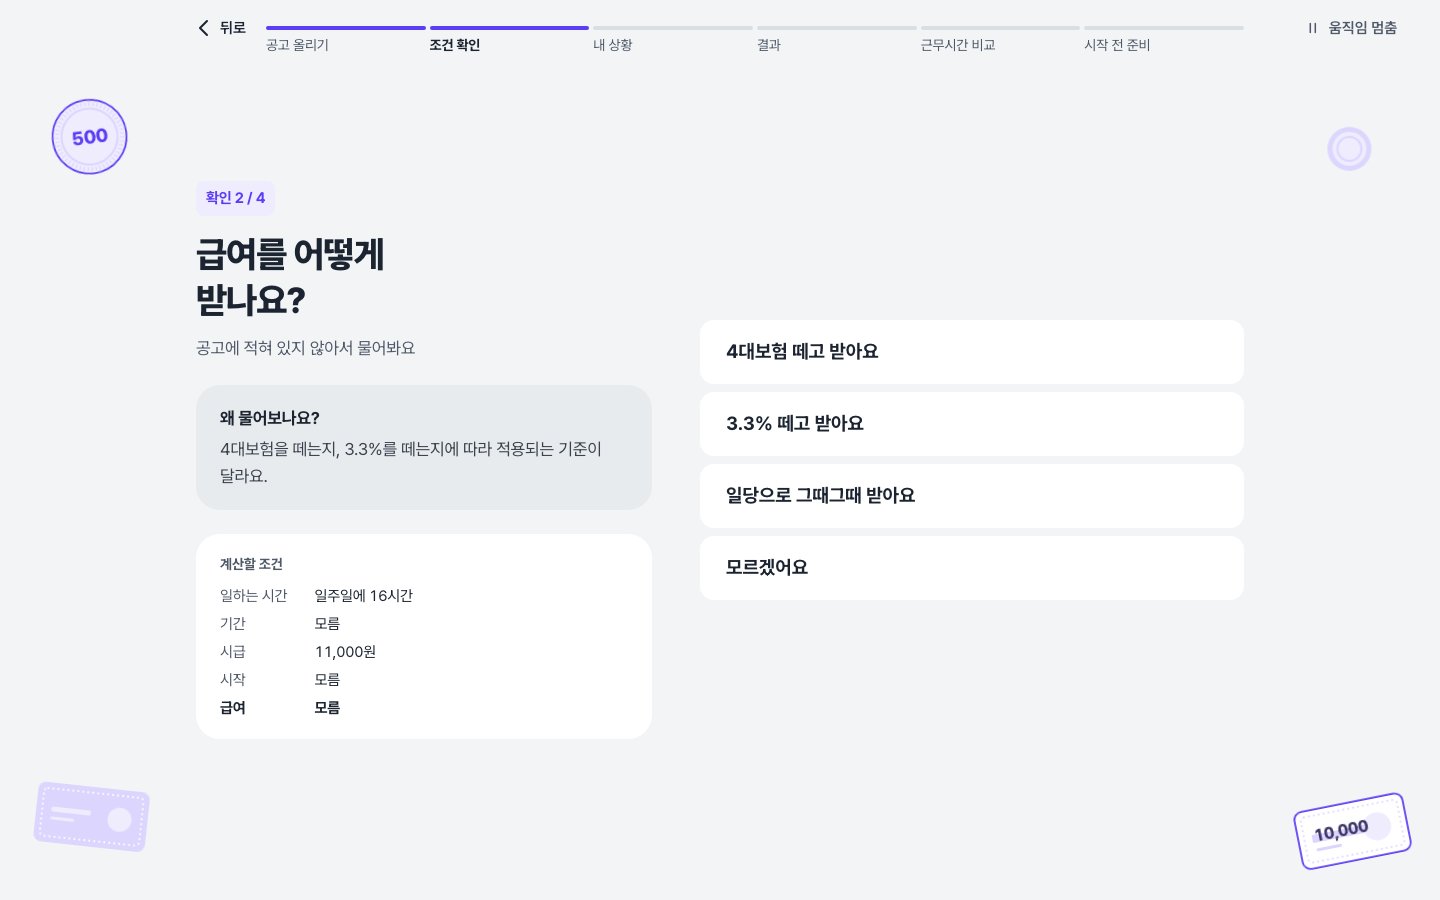 뒤로
공고 올리기
조건 확인
내 상황
결과
근무시간 비교
시작 전 준비
움직임 멈춤
500
확인 2 / 4
급여를 어떻게
받나요?
공고에 적혀 있지 않아서 물어봐요
왜 물어보나요?
4대보험을 떼는지, 3.3%를 떼는지에 따라 적용되는 기준이
달라요.
계산할 조건
일하는 시간 일주일에 16시간
기간 모름
시급 11,000원
시작 모름
급여 모름
4대보험 떼고 받아요
3.3% 떼고 받아요
일당으로 그때그때 받아요
모르겠어요
10,000